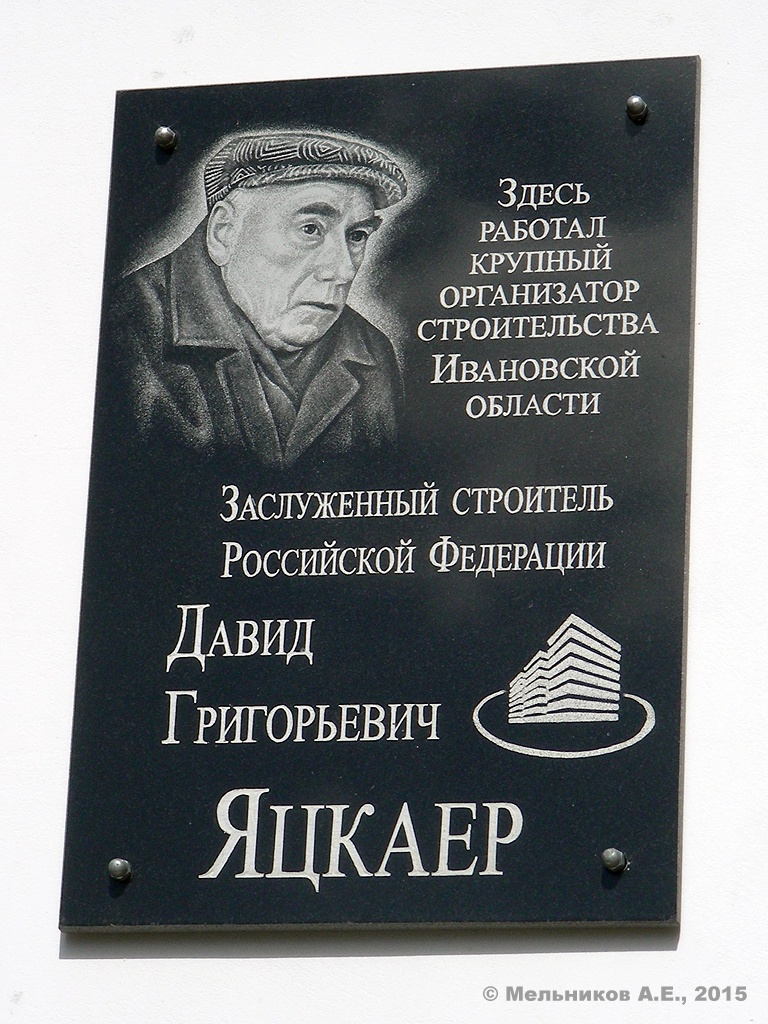 Здесь
работал
крупный
организатор
строительства
Ивановской
области
Заслуженный строитель
Российской Федерации
Давид
Григорьевич
Яцкаер
© Мельников А.Е., 2015